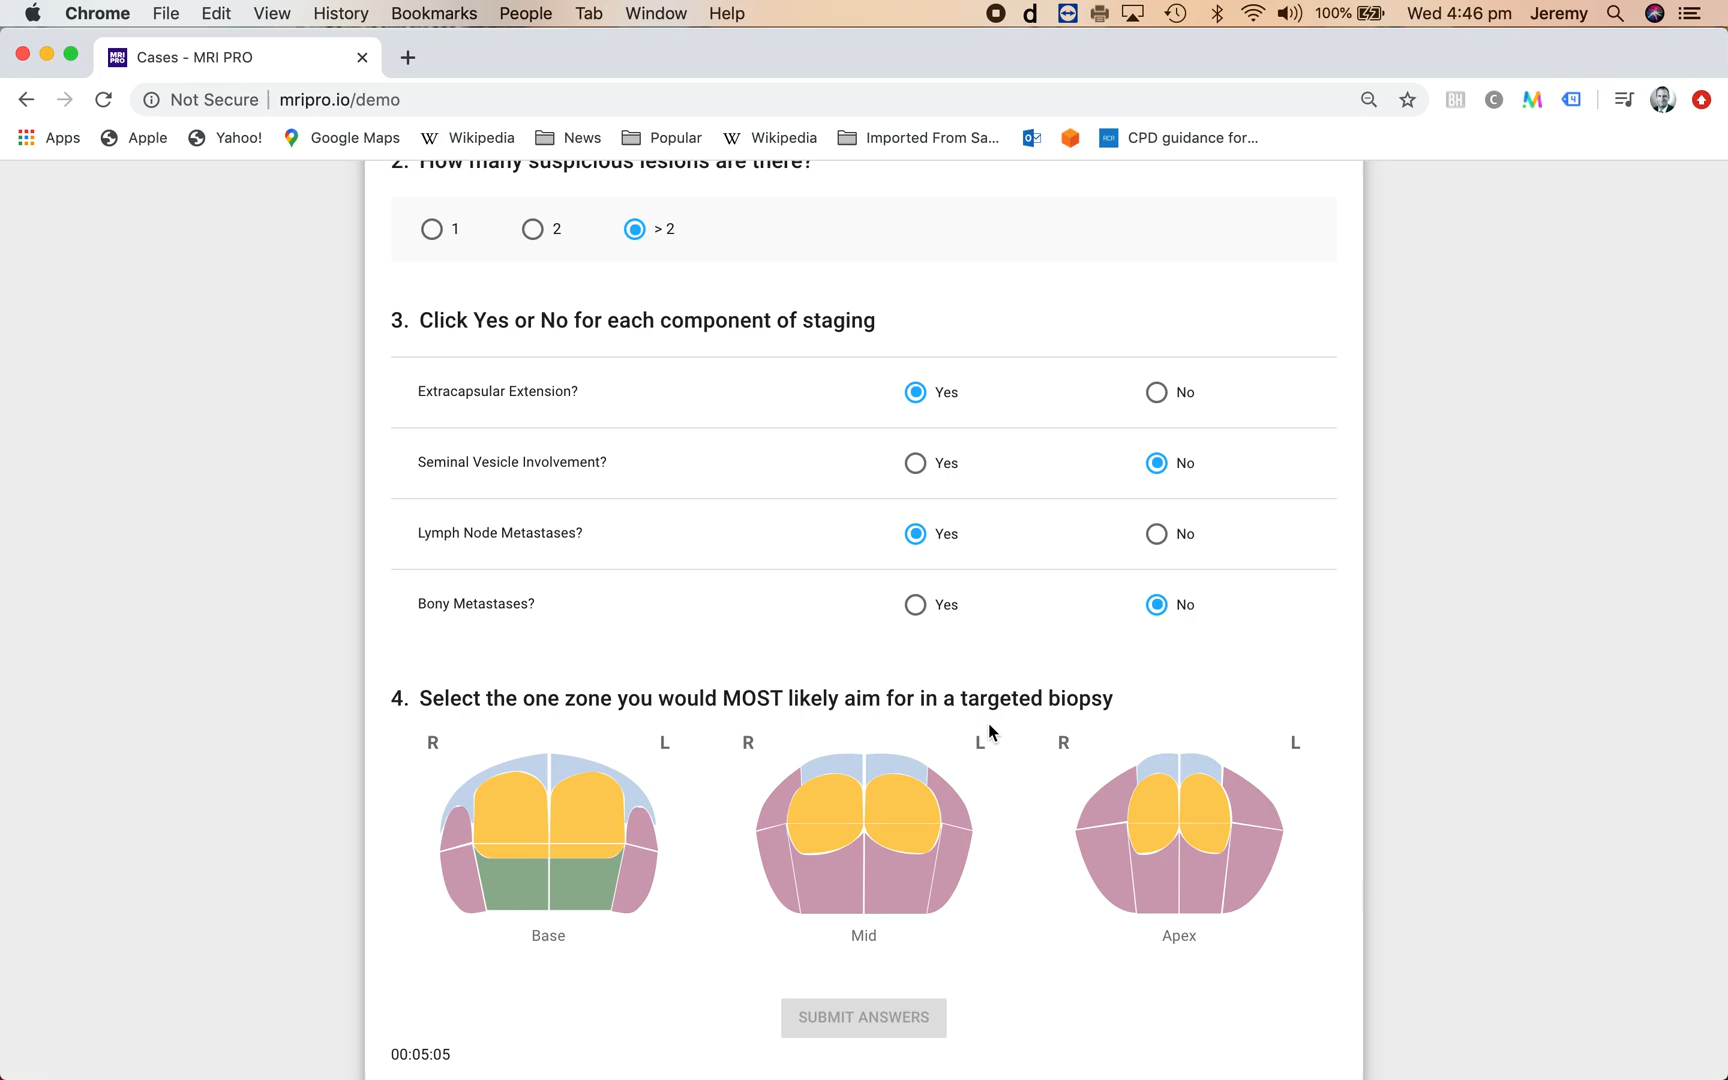 Chrome File Edit View History Bookmarks People Tab Window Help d 100% Wed 4:46 pm Jeremy
MRI PRO Cases - MRI PRO
Not Secure | mripro.io/demo BH C
Apps Apple Yahoo! Google Maps W Wikipedia News Popular W Wikipedia Imported From Sa... RCR CPD guidance for...
2. How many suspicious lesions are there?
1 2 > 2
3. Click Yes or No for each component of staging
Extracapsular Extension? Yes No
Seminal Vesicle Involvement? Yes No
Lymph Node Metastases? Yes No
Bony Metastases? Yes No
4. Select the one zone you would MOST likely aim for in a targeted biopsy
R L R L R L
Base Mid Apex
SUBMIT ANSWERS
00:05:05